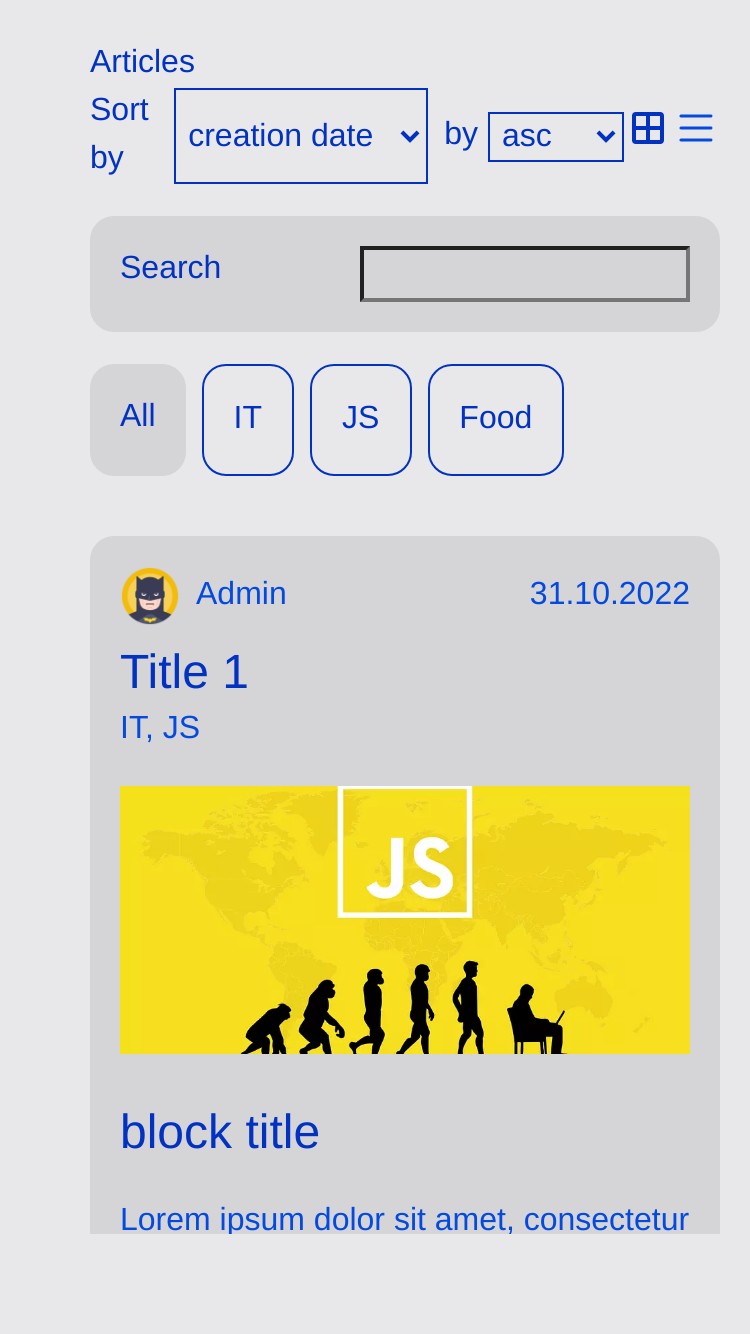 Articles
Sort by
creation date
by
asc
Search
All
IT
JS
Food
Admin
31.10.2022
Title 1
IT, JS
JS
block title
Lorem ipsum dolor sit amet, consectetur